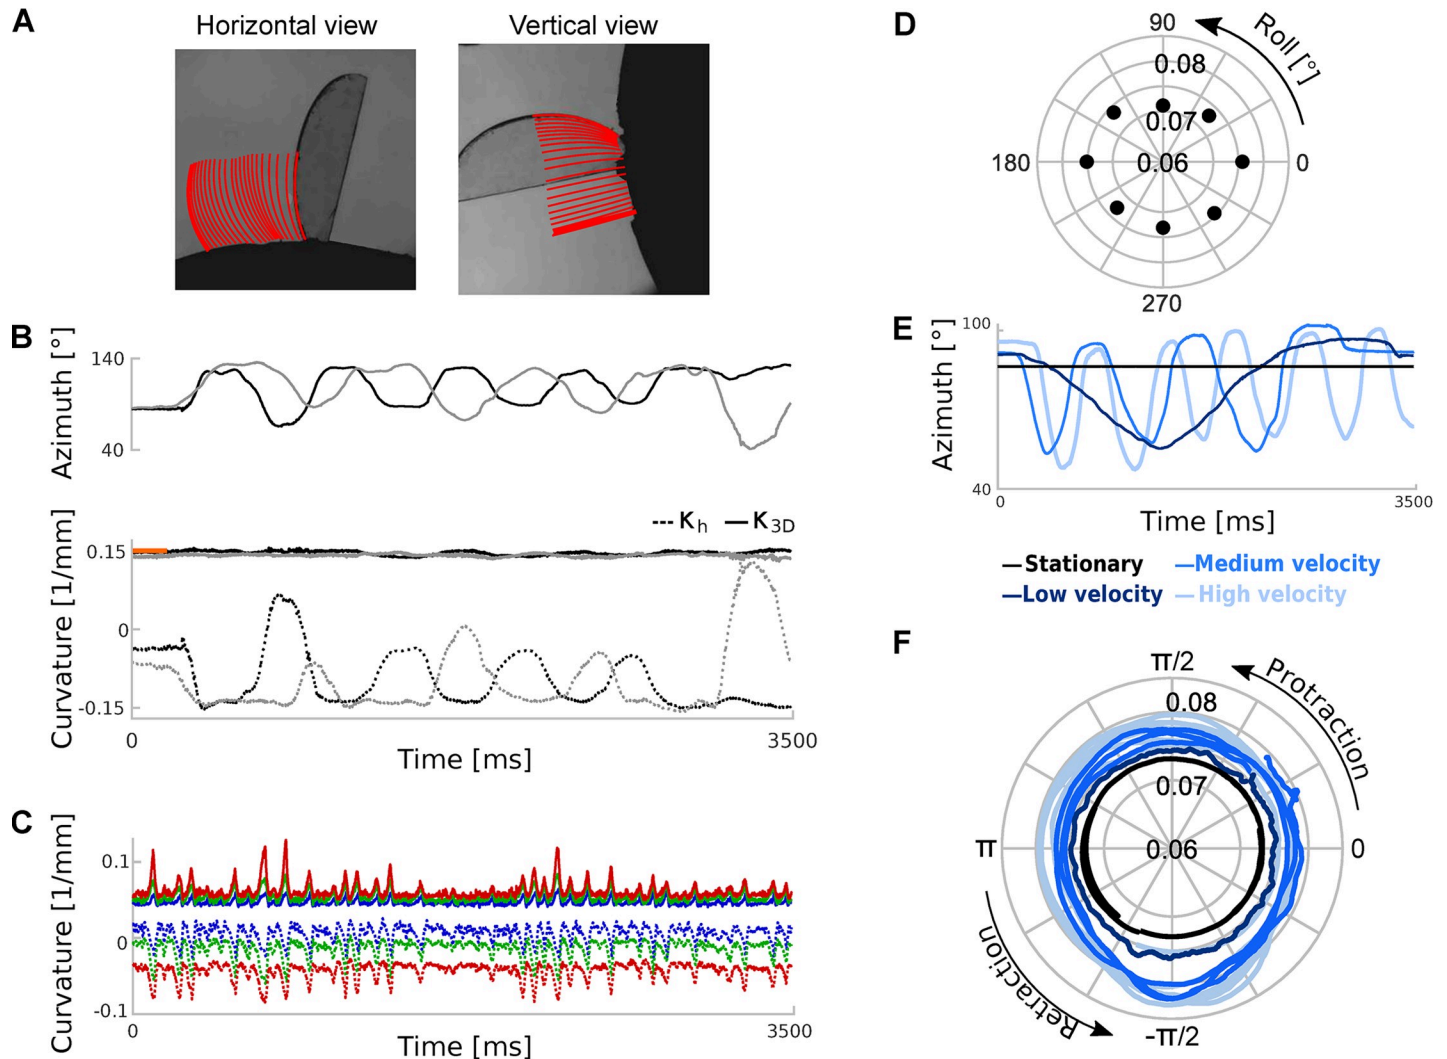 A
Horizontal view
Vertical view
B
Azimuth [°]
140
40
Curvature [1/mm]
K h
K 3D
0.15
0
-0.15
0
3500
Time [ms]
C
Curvature [1/mm]
0.1
0
-0.1
0
3500
Time [ms]
D
90
Roll [°]
0.08
0.07
180
0.06
0
270
E
Azimuth [°]
100
40
0
3500
Time [ms]
Stationary
Medium velocity
Low velocity
High velocity
F
π/2
Protraction
0.08
0.07
π
0.06
0
Retraction
-π/2